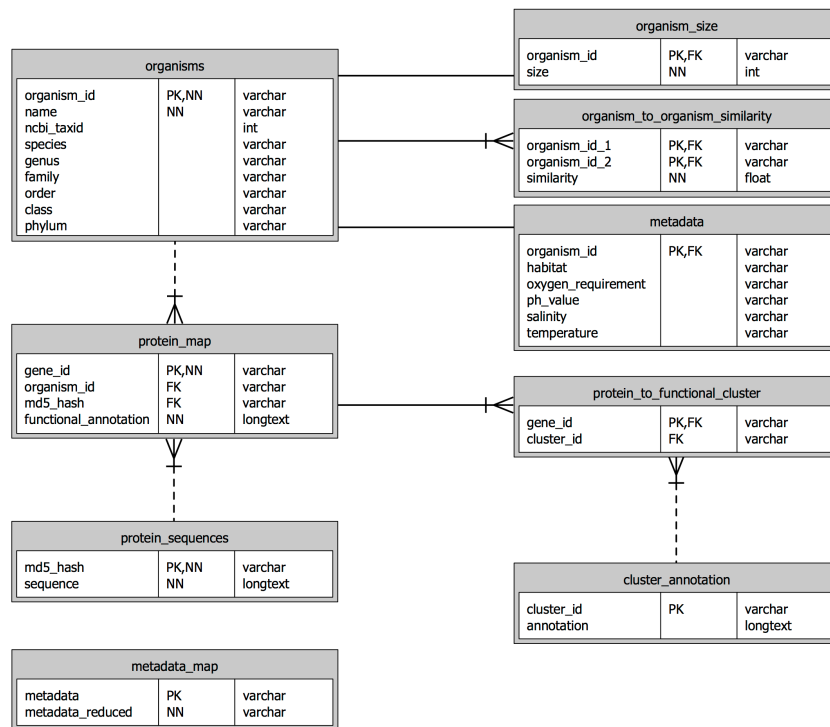 organisms
organism_id PK,NN varchar
name NN varchar
ncbi_taxid int
species varchar
genus varchar
family varchar
order varchar
class varchar
phylum varchar
organism_size
organism_id PK,FK varchar
size NN int
organism_to_organism_similarity
organism_id_1 PK,FK varchar
organism_id_2 PK,FK varchar
similarity NN float
metadata
organism_id PK,FK varchar
habitat varchar
oxygen_requirement varchar
ph_value varchar
salinity varchar
temperature varchar
protein_map
gene_id PK,NN varchar
organism_id FK varchar
md5_hash FK varchar
functional_annotation NN longtext
protein_to_functional_cluster
gene_id PK,FK varchar
cluster_id FK varchar
protein_sequences
md5_hash PK,NN varchar
sequence NN longtext
cluster_annotation
cluster_id PK varchar
annotation longtext
metadata_map
metadata PK varchar
metadata_reduced NN varchar